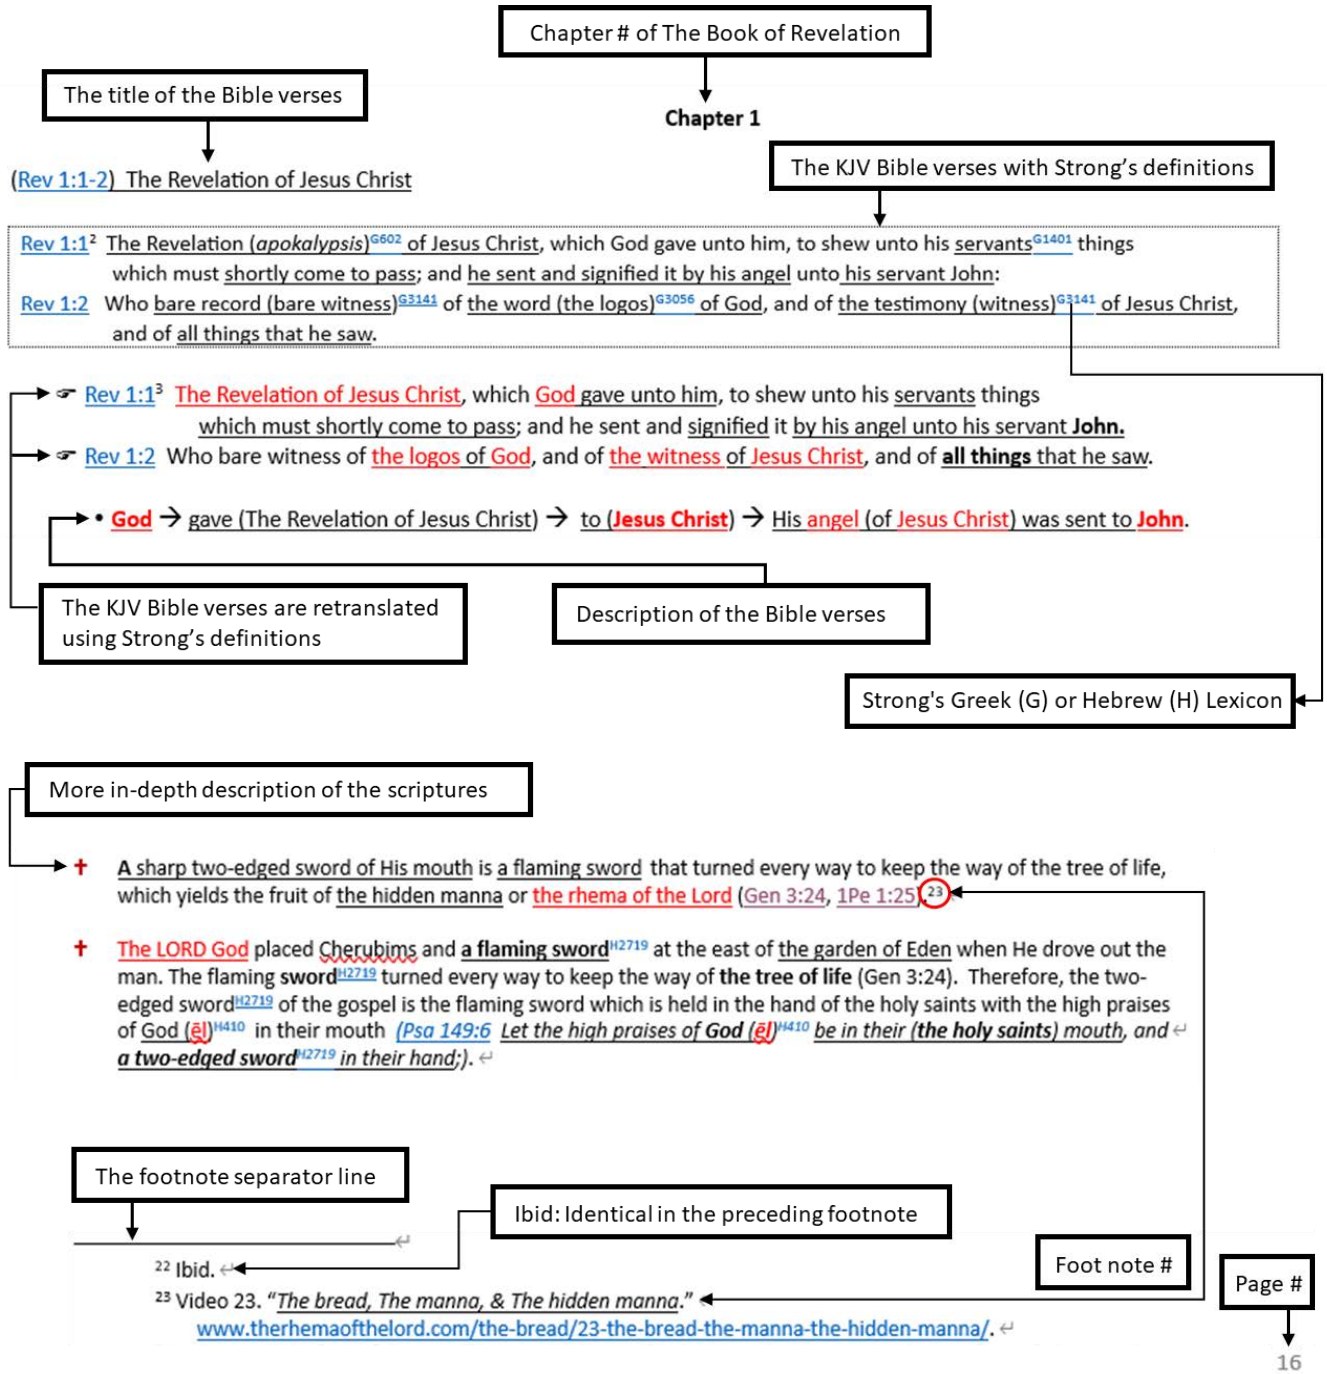 Chapter # of The Book of Revelation
The title of the Bible verses
Chapter 1
The KJV Bible verses with Strong's definitions
(Rev 1:1-2) The Revelation of Jesus Christ
Rev 1:1² The Revelation (apokalypsis)G602 of Jesus Christ, which God gave unto him, to shew unto his servantsG1401 things
which must shortly come to pass; and he sent and signified it by his angel unto his servant John:
Rev 1:2 Who bare record (bare witness)G3141 of the word (the logos)G3056 of God, and of the testimony (witness)G3141 of Jesus Christ,
and of all things that he saw.
☞ Rev 1:1³ The Revelation of Jesus Christ, which God gave unto him, to shew unto his servants things
which must shortly come to pass; and he sent and signified it by his angel unto his servant John.
☞ Rev 1:2 Who bare witness of the logos of God, and of the witness of Jesus Christ, and of all things that he saw.
• God → gave (The Revelation of Jesus Christ) → to (Jesus Christ) → His angel (of Jesus Christ) was sent to John.
The KJV Bible verses are retranslated
using Strong's definitions
Description of the Bible verses
Strong's Greek (G) or Hebrew (H) Lexicon
More in-depth description of the scriptures
✝ A sharp two-edged sword of His mouth is a flaming sword that turned every way to keep the way of the tree of life,
which yields the fruit of the hidden manna or the rhema of the Lord (Gen 3:24, 1Pe 1:25).²³
✝ The LORD God placed Cherubims and a flaming swordH2719 at the east of the garden of Eden when He drove out the
man. The flaming swordH2719 turned every way to keep the way of the tree of life (Gen 3:24). Therefore, the two-
edged swordH2719 of the gospel is the flaming sword which is held in the hand of the holy saints with the high praises
of God (ēl)H410 in their mouth (Psa 149:6 Let the high praises of God (ēl)H410 be in their (the holy saints) mouth, and ↵
a two-edged swordH2719 in their hand;). ↵
The footnote separator line
Ibid: Identical in the preceding footnote
Foot note #
Page #
²² Ibid. ↵
²³ Video 23. “The bread, The manna, & The hidden manna.”
www.therhemaofthelord.com/the-bread/23-the-bread-the-manna-the-hidden-manna/. ↵
16